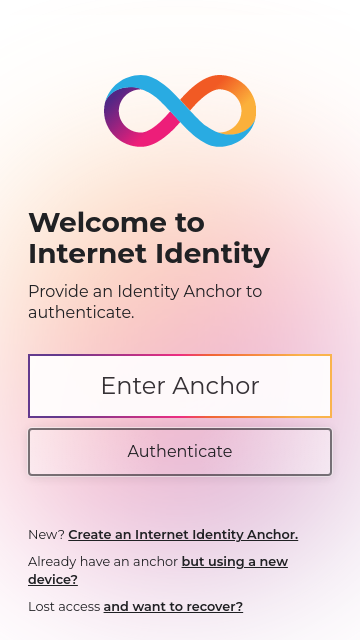 Welcome to
Internet Identity
Provide an Identity Anchor to
authenticate.
Enter Anchor
Authenticate
New? Create an Internet Identity Anchor.
Already have an anchor but using a new
device?
Lost access and want to recover?